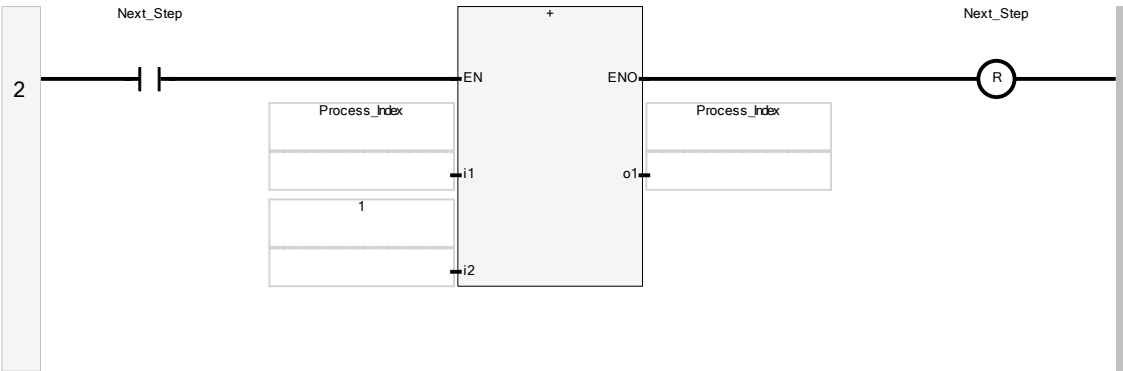 Next_Step
+
Next_Step
2
EN
ENO
R
Process_Index
Process_Index
i1
o1
1
i2